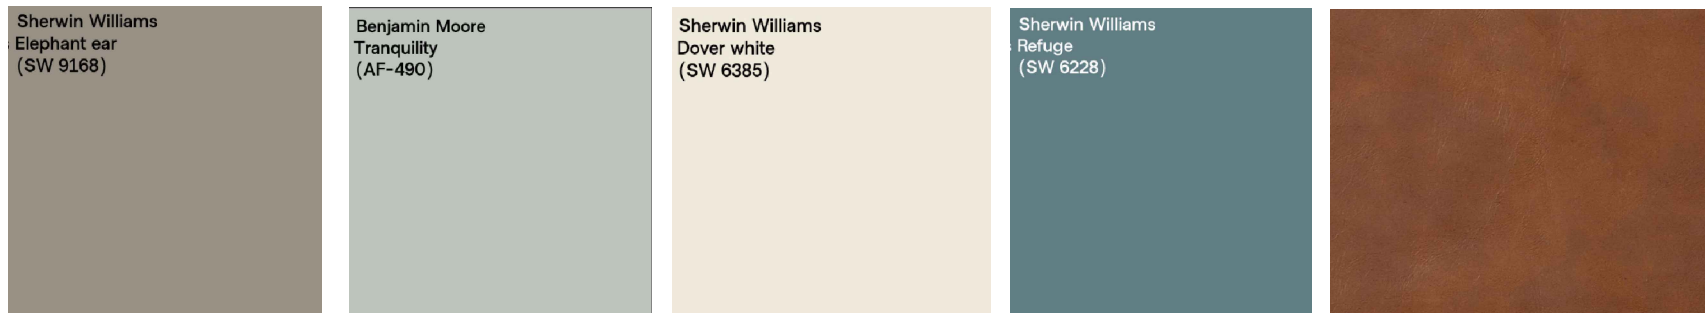 Sherwin Williams
Elephant ear
(SW 9168)
Benjamin Moore
Tranquility
(AF-490)
Sherwin Williams
Dover white
(SW 6385)
Sherwin Williams
Refuge
(SW 6228)